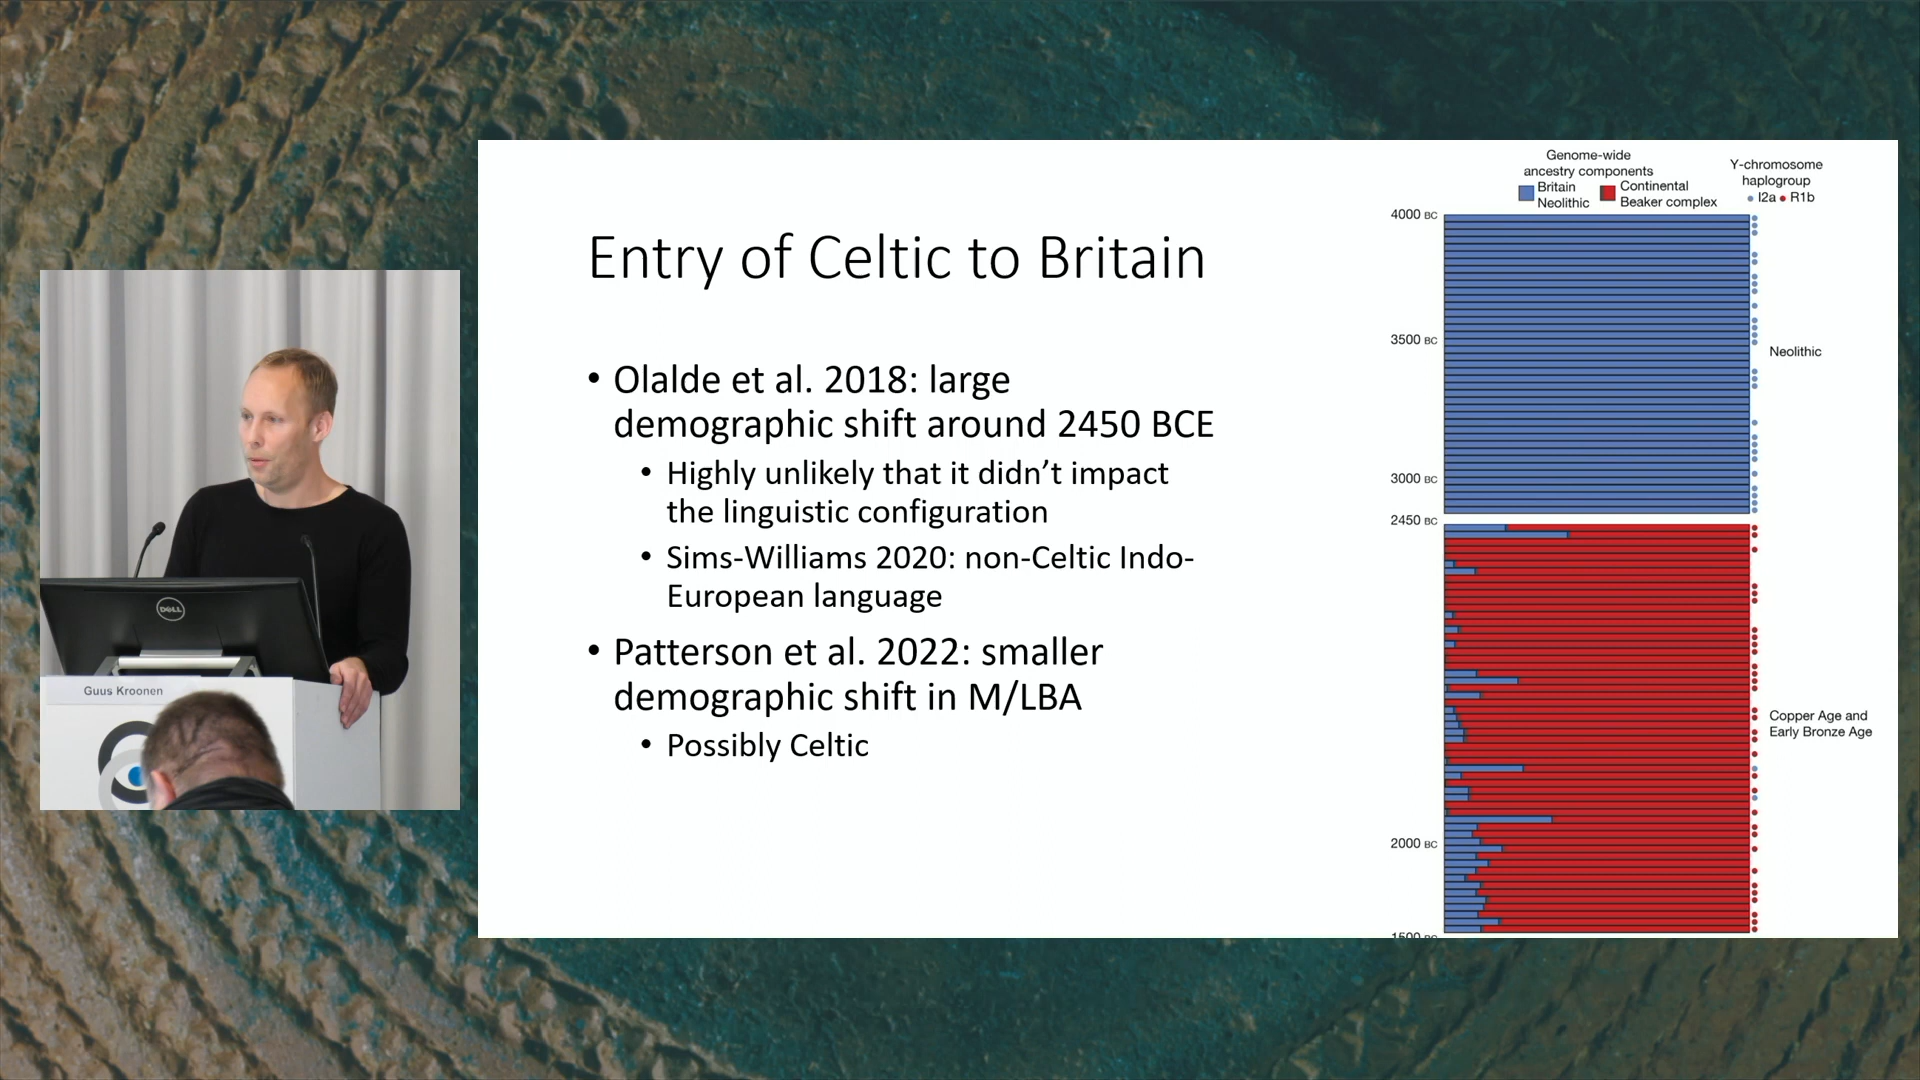 Entry of Celtic to Britain
• Olalde et al. 2018: large
demographic shift around 2450 BCE
• Highly unlikely that it didn’t impact
the linguistic configuration
• Sims-Williams 2020: non-Celtic Indo-
European language
• Patterson et al. 2022: smaller
demographic shift in M/LBA
• Possibly Celtic
Genome-wide
ancestry components
Britain
Neolithic
Continental
Beaker complex
Y-chromosome
haplogroup
I2a
R1b
4000 BC
3500 BC
3000 BC
2450 BC
2000 BC
1500 BC
Neolithic
Copper Age and
Early Bronze Age
DELL
Guus Kroonen